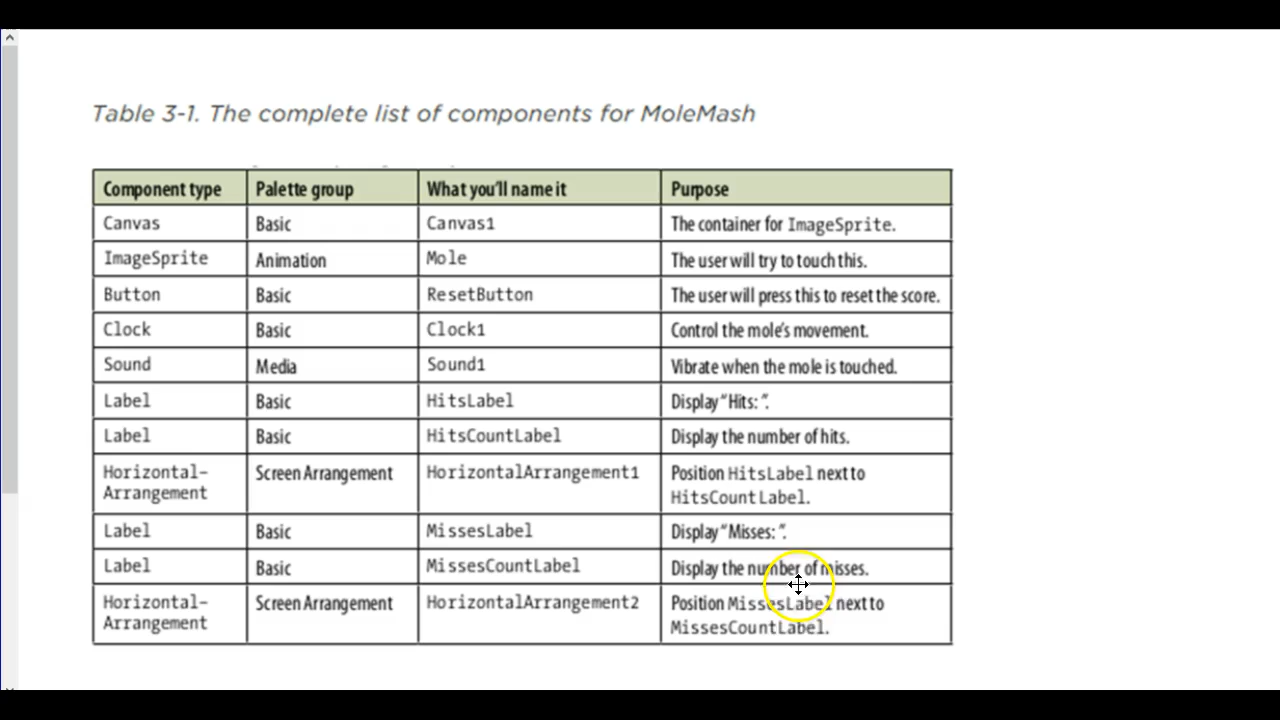 Table 3-1. The complete list of components for MoleMash
Component type Palette group What you'll name it Purpose
Canvas Basic Canvas1 The container for ImageSprite.
ImageSprite Animation Mole The user will try to touch this.
Button Basic ResetButton The user will press this to reset the score.
Clock Basic Clock1 Control the mole's movement.
Sound Media Sound1 Vibrate when the mole is touched.
Label Basic HitsLabel Display “Hits: ”.
Label Basic HitsCountLabel Display the number of hits.
Horizontal- Screen Arrangement HorizontalArrangement1 Position HitsLabel next to
Arrangement HitsCountLabel.
Label Basic MissesLabel Display “Misses: ”.
Label Basic MissesCountLabel Display the number of misses.
Horizontal- Screen Arrangement HorizontalArrangement2 Position MissesLabel next to
Arrangement MissesCountLabel.